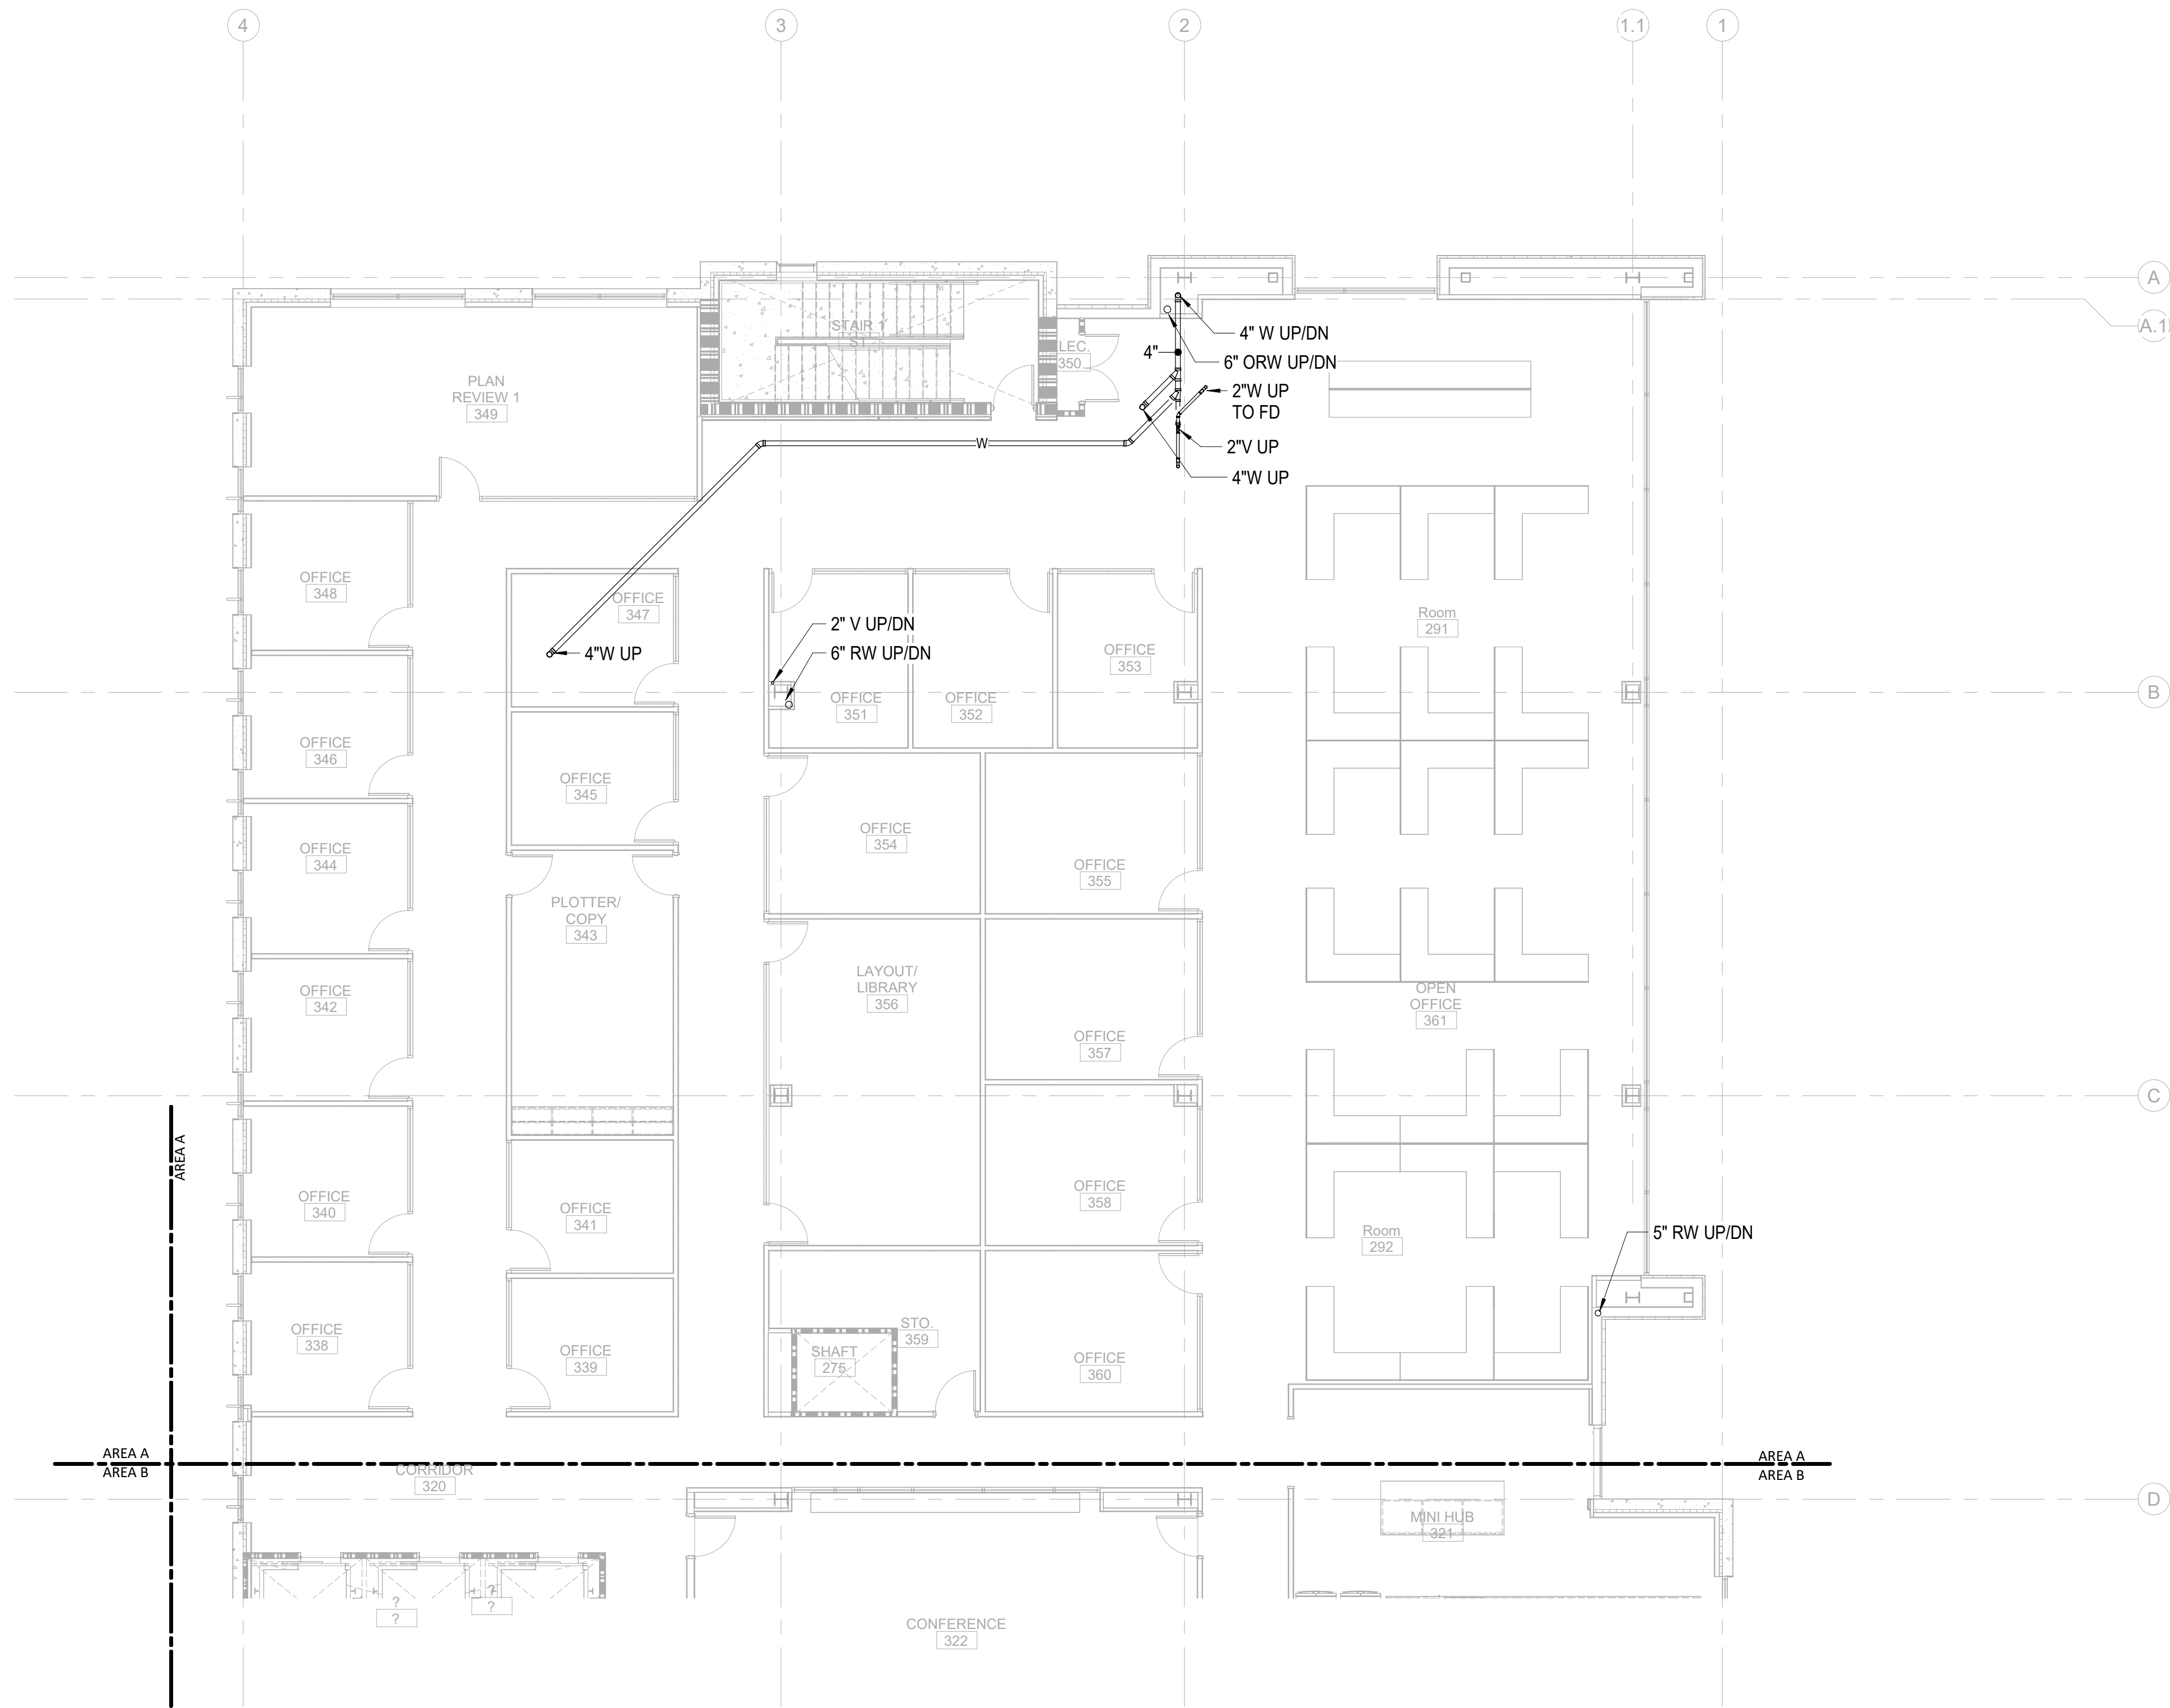 4
3
2
1.1
1
A
A.1
STAIR 1
S1
4" W UP/DN
LEC.
350
4"
6" ORW UP/DN
PLAN
REVIEW 1
349
2"W UP
TO FD
W
2"V UP
4"W UP
OFFICE
348
OFFICE
347
Room
291
2" V UP/DN
4"W UP
6" RW UP/DN
OFFICE
353
B
OFFICE
351
OFFICE
352
OFFICE
346
OFFICE
345
OFFICE
344
OFFICE
354
OFFICE
355
PLOTTER/
COPY
343
LAYOUT/
LIBRARY
356
OFFICE
342
OPEN
OFFICE
361
OFFICE
357
C
AREA A
OFFICE
340
OFFICE
341
OFFICE
358
Room
292
5" RW UP/DN
OFFICE
338
OFFICE
339
SHAFT
275
STO.
359
OFFICE
360
AREA A
AREA B
AREA A
AREA B
CORRIDOR
320
D
MINI HUB
321
?
?
?
?
CONFERENCE
322